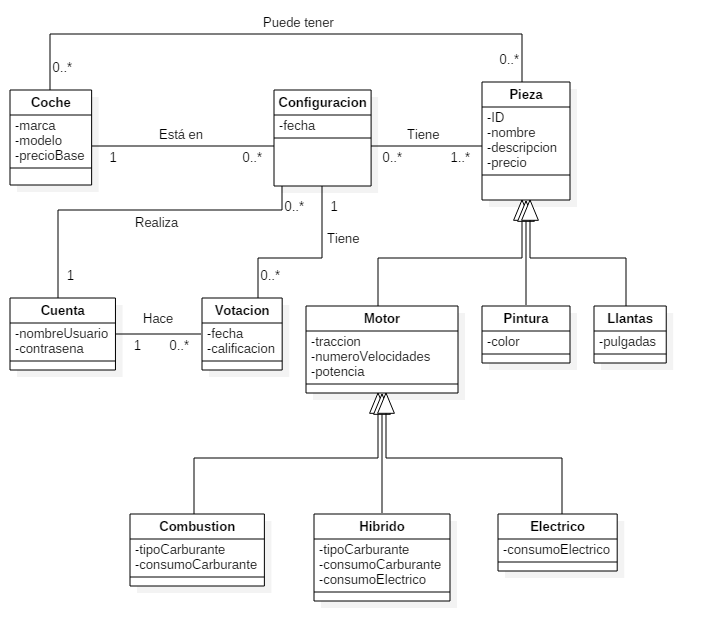 Puede tener
0..*
0..*
Coche
-marca
-modelo
-precioBase
Está en
1
0..*
Configuracion
-fecha
Tiene
0..*
1..*
Pieza
-ID
-nombre
-descripcion
-precio
0..*
1
Realiza
Tiene
1
0..*
Cuenta
-nombreUsuario
-contrasena
Hace
1
0..*
Votacion
-fecha
-calificacion
Motor
-traccion
-numeroVelocidades
-potencia
Pintura
-color
Llantas
-pulgadas
Combustion
-tipoCarburante
-consumoCarburante
Hibrido
-tipoCarburante
-consumoCarburante
-consumoElectrico
Electrico
-consumoElectrico